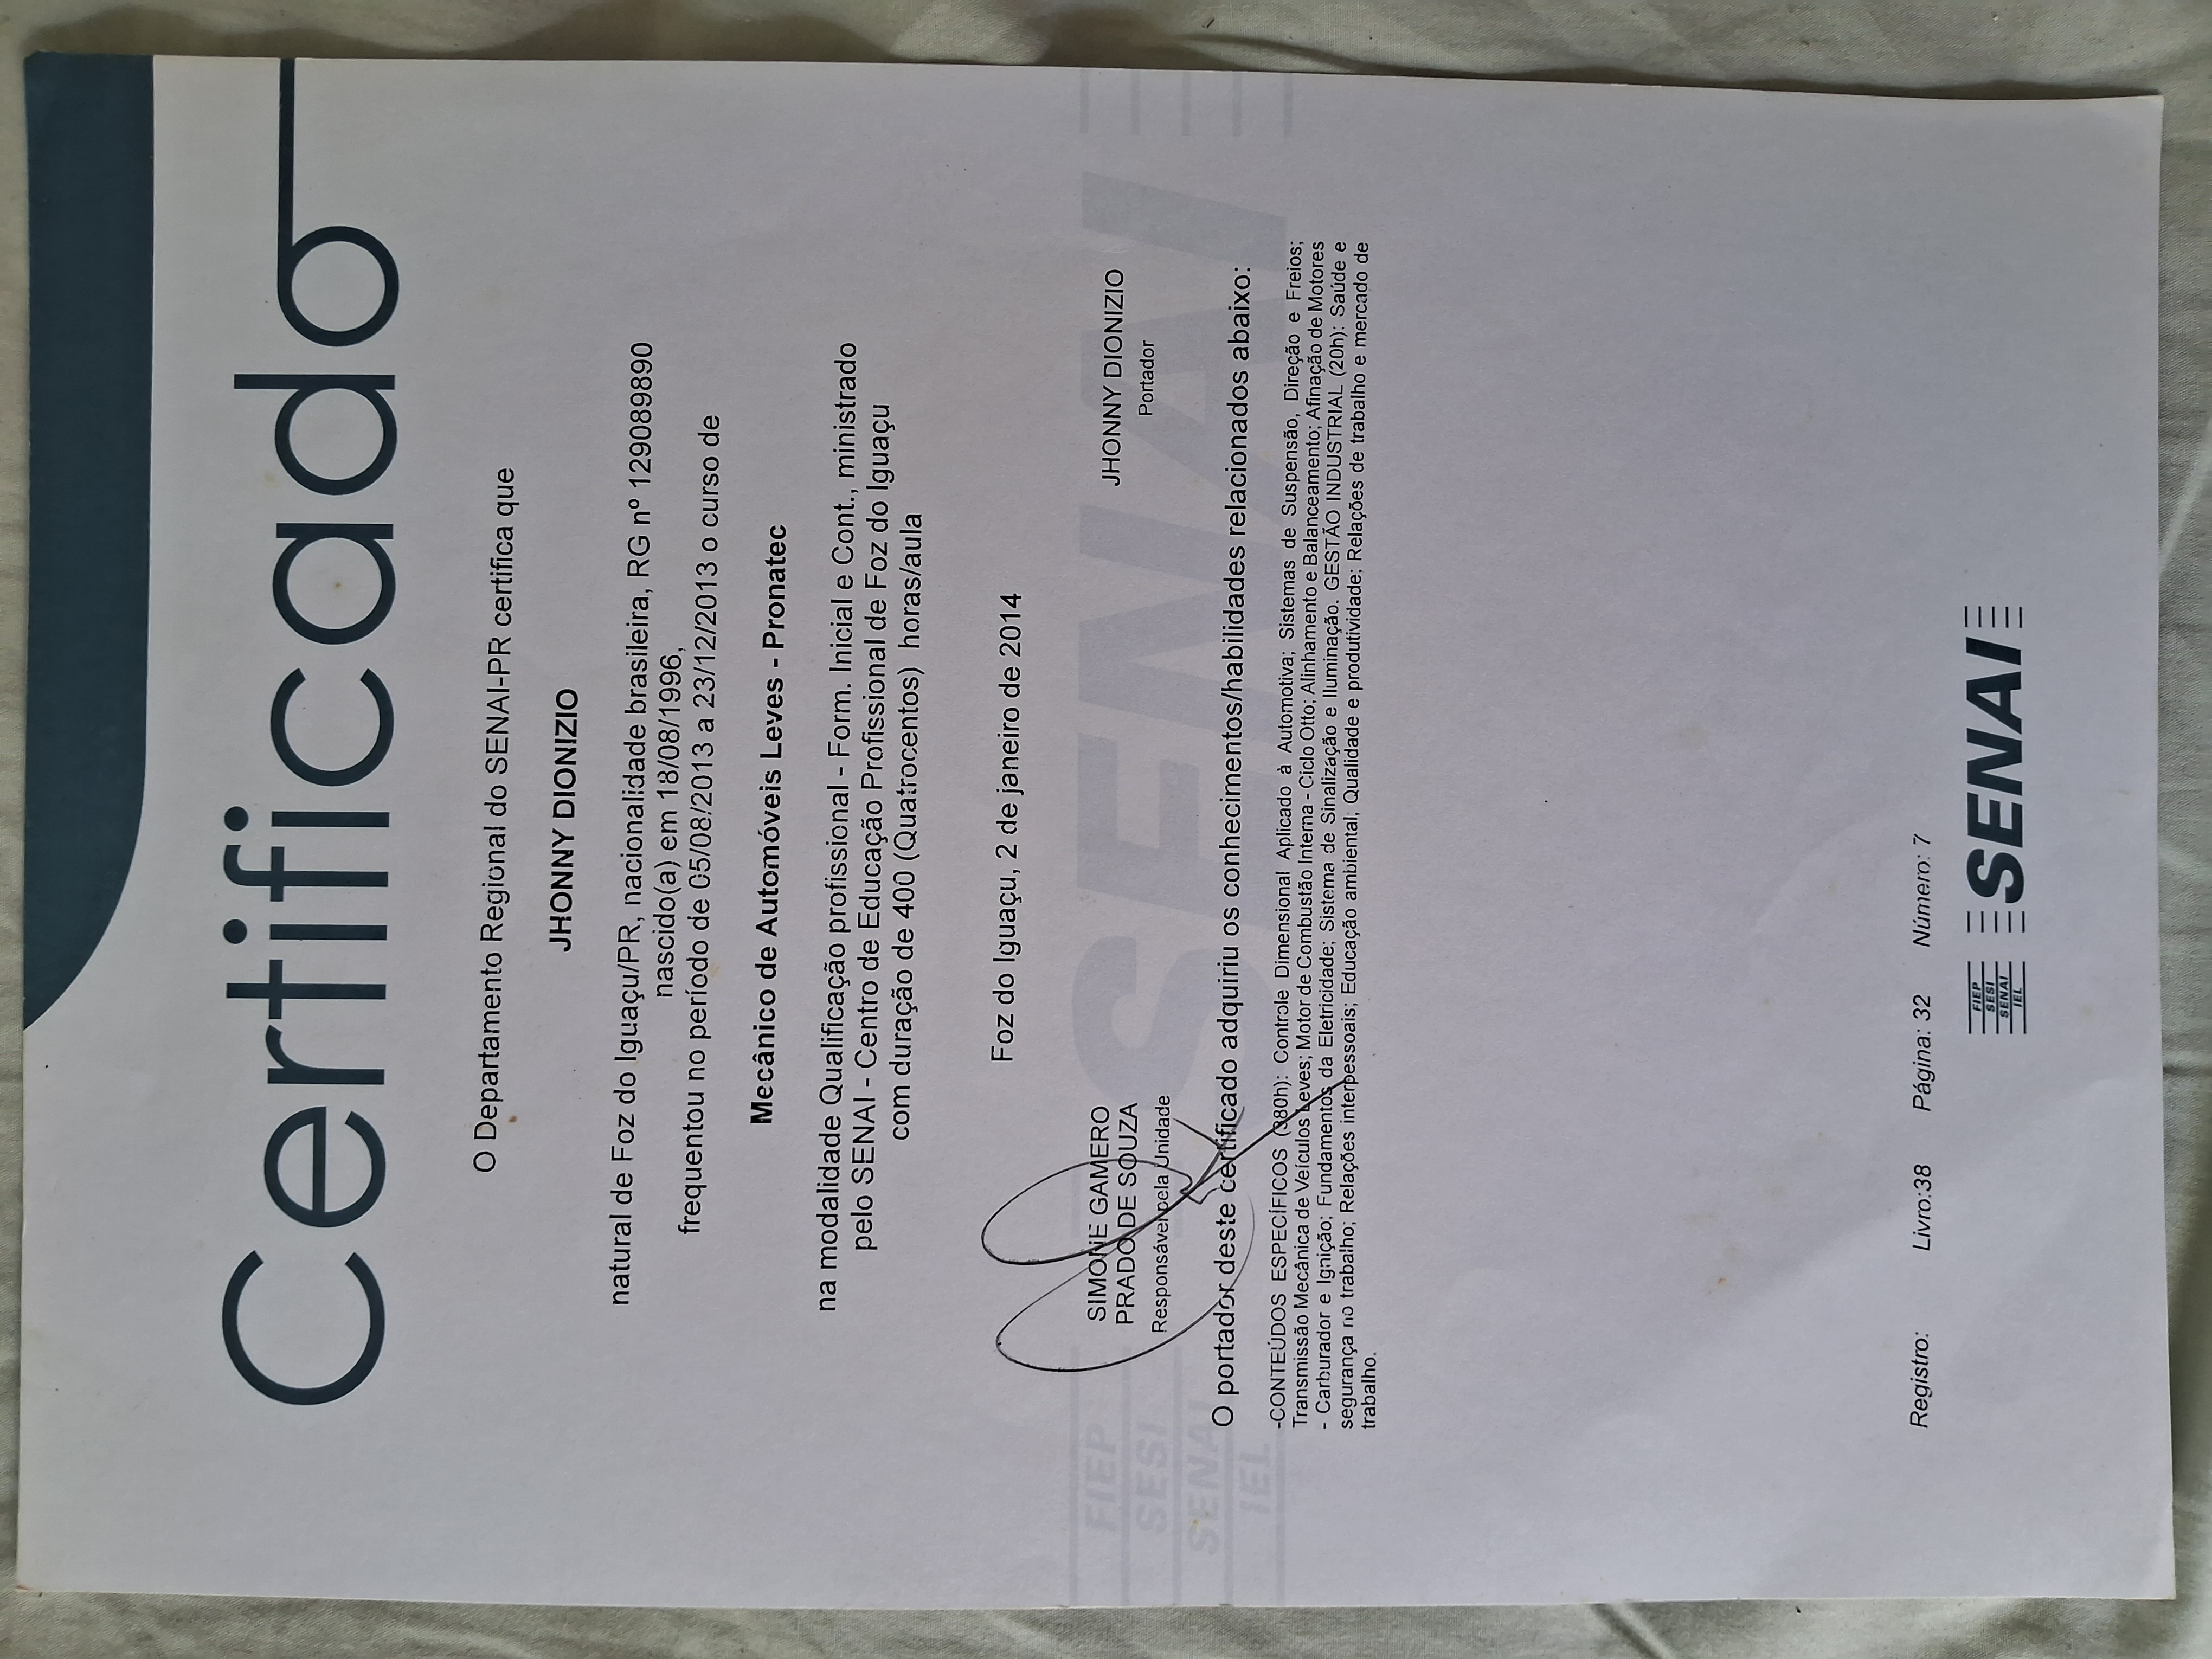 Certificado
O Departamento Regional do SENAI-PR certifica que
JHONNY DIONIZIO
natural de Foz do Iguaçu/PR, nacionalidade brasileira, RG nº 129089890
nascido(a) em 18/08/1996,
frequentou no período de 05/08/2013 a 23/12/2013 o curso de
Mecânico de Automóveis Leves - Pronatec
na modalidade Qualificação profissional - Form. Inicial e Cont., ministrado
pelo SENAI - Centro de Educação Profissional de Foz do Iguaçu
com duração de 400 (Quatrocentos) horas/aula
Foz do Iguaçu, 2 de janeiro de 2014
SIMONE GAMERO
PRADO DE SOUZA
Responsável pela Unidade
JHONNY DIONIZIO
Portador
FIEP
SESI
SENAI
IEL
SENAI
O portador deste certificado adquiriu os conhecimentos/habilidades relacionados abaixo:
-CONTEÚDOS ESPECÍFICOS (380h): Controle Dimensional Aplicado à Automotiva; Sistemas de Suspensão, Direção e Freios;
Transmissão Mecânica de Veículos Leves; Motor de Combustão Interna - Ciclo Otto; Alinhamento e Balanceamento; Afinação de Motores
- Carburador e Ignição; Fundamentos da Eletricidade; Sistema de Sinalização e Iluminação. GESTÃO INDUSTRIAL (20h): Saúde e
segurança no trabalho; Relações interpessoais; Educação ambiental; Qualidade e produtividade; Relações de trabalho e mercado de
trabalho.
Registro: Livro:38 Página: 32 Número: 7
FIEP
SESI
SENAI
IEL
SENAI